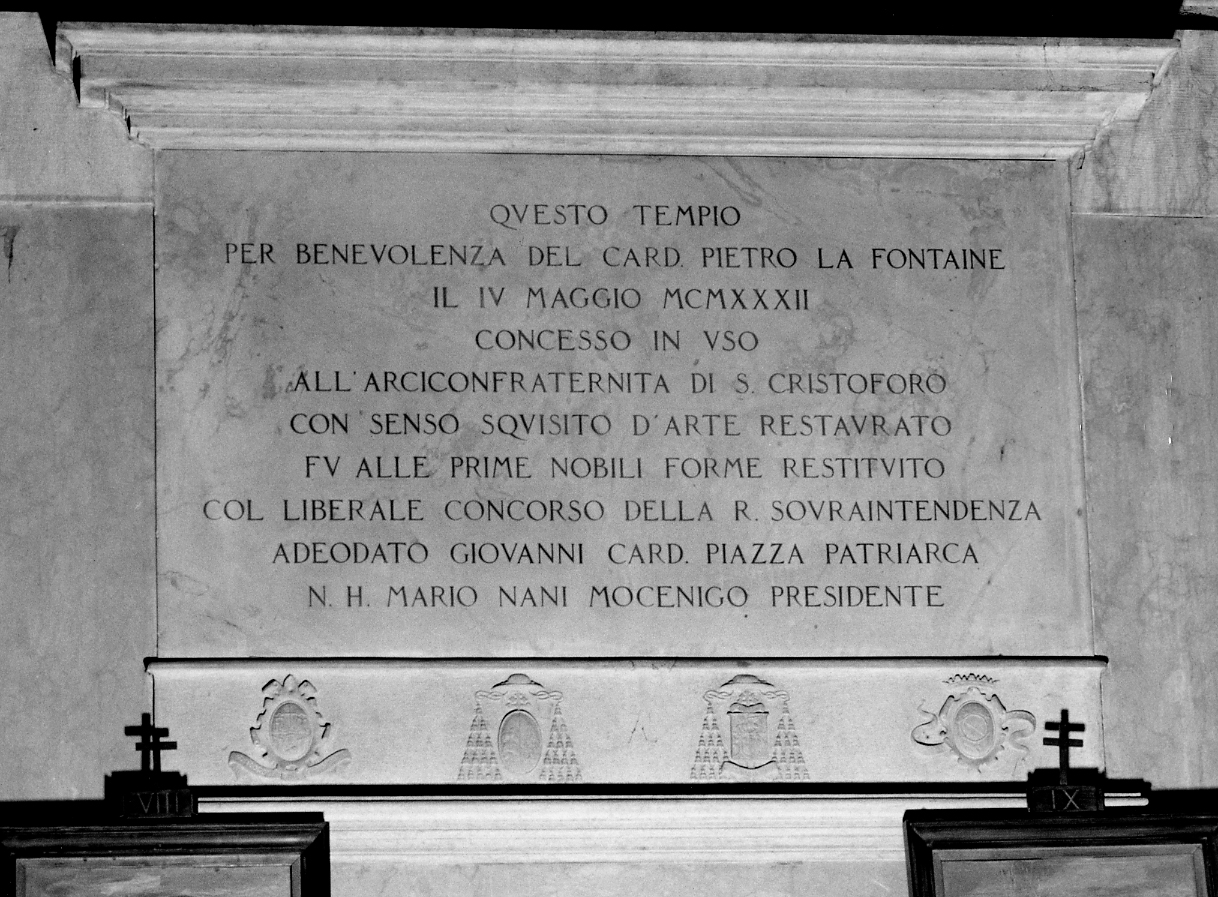 QVESTO TEMPIO
PER BENEVOLENZA DEL CARD. PIETRO LA FONTAINE
IL IV MAGGIO MCMXXXII
CONCESSO IN VSO
ALL'ARCICONFRATERNITA DI S. CRISTOFORO
CON SENSO SQVISITO D'ARTE RESTAVRATO
FV ALLE PRIME NOBILI FORME RESTITVITO
COL LIBERALE CONCORSO DELLA R. SOVRAINTENDENZA
ADEODATO GIOVANNI CARD. PIAZZA PATRIARCA
N. H. MARIO NANI MOCENIGO PRESIDENTE
VIII
IX